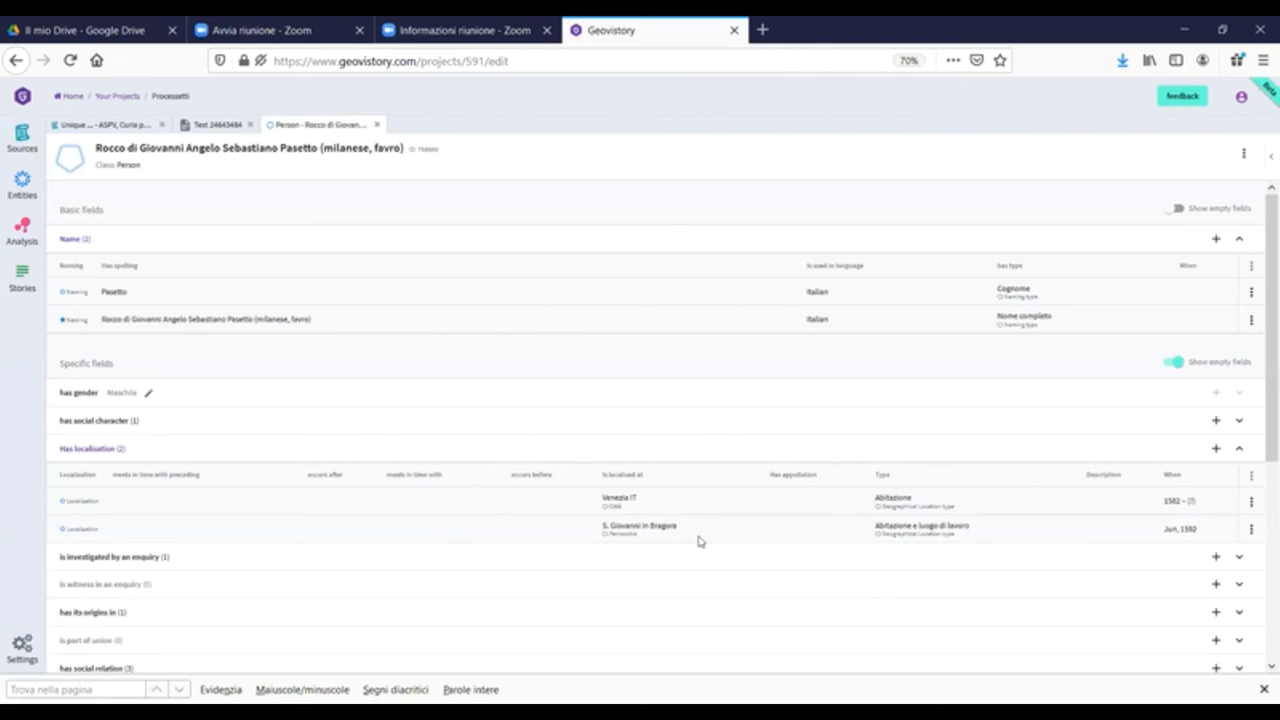 Il mio Drive - Google Drive
Avvia riunione - Zoom
Informazioni riunione - Zoom
Geovistory
https://www.geovistory.com/projects/591/edit
70%
Home / Your Projects / Processetti
feedback
Beta
Unique ... - ASPV, Curia p...
Text 24643484
Person - Rocco di Giovan...
Sources
Entities
Analysis
Stories
Settings
Rocco di Giovanni Angelo Sebastiano Pasetto (milanese, favro)
Class: Person
Basic fields
Show empty fields
Name (2)
Naming Has spelling Is used in language has type When
Naming Pasetto Italian Cognome
Naming type
Naming Rocco di Giovanni Angelo Sebastiano Pasetto (milanese, favro) Italian Nome completo
Naming type
Specific fields
Show empty fields
has gender Maschile
has social character (1)
Has localisation (2)
Localisation meets in time with preceding occurs after meets in time with occurs before is localised at Has appellation Type Description When
Localisation Venezia IT Abitazione 1582 – (?)
Città Geographical Location type
Localisation S. Giovanni in Bragora Abitazione e luogo di lavoro Jun, 1592
Parrocchia Geographical Location type
is investigated by an enquiry (1)
is witness in an enquiry (0)
has its origins in (1)
is part of union (0)
has social relation (3)
Trova nella pagina
Evidenzia
Maiuscole/minuscole
Segni diacritici
Parole intere